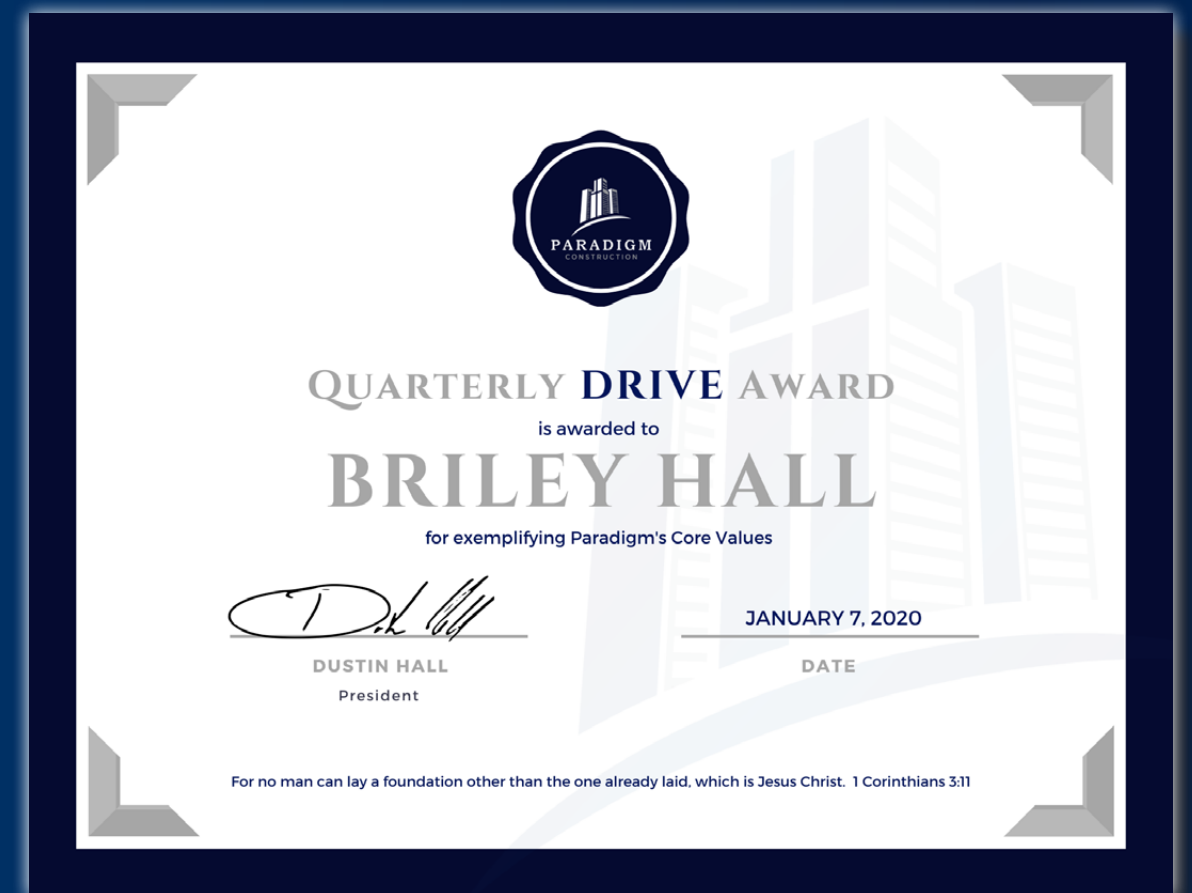 PARADIGM
CONSTRUCTION
QUARTERLY DRIVE AWARD
is awarded to
BRILEY HALL
for exemplifying Paradigm's Core Values
JANUARY 7, 2020
DUSTIN HALL
DATE
President
For no man can lay a foundation other than the one already laid, which is Jesus Christ. 1 Corinthians 3:11